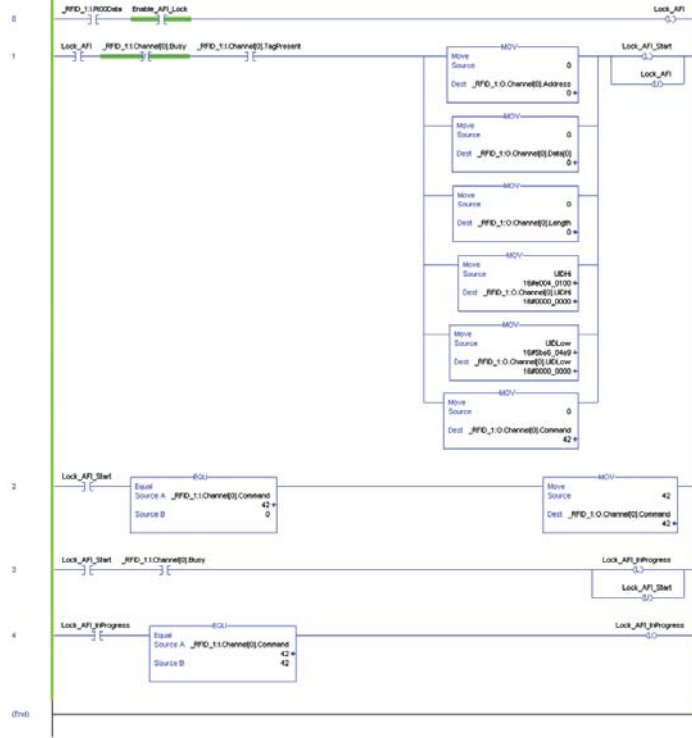 _RFID_1:I.Pt00Data Enable_AFI_Lock Lock_AFI
0 (L)
Lock_AFI _RFID_1:I.Channel[0].Busy _RFID_1:I.Channel[0].TagPresent Lock_AFI_Start
1
MOV
Move
Source 0
Dest _RFID_1:O.Channel[0].Address
0
(L)
Lock_AFI
(U)
MOV
Move
Source 0
Dest _RFID_1:O.Channel[0].Data[0]
0
MOV
Move
Source 0
Dest _RFID_1:O.Channel[0].Length
0
MOV
Move
Source UIDHi
16#e004_0100
Dest _RFID_1:O.Channel[0].UIDHi
16#0000_0000
MOV
Move
Source UIDLow
16#5be6_04e9
Dest _RFID_1:O.Channel[0].UIDLow
16#0000_0000
MOV
Move
Source 0
Dest _RFID_1:O.Channel[0].Command
42
Lock_AFI_Start
2
EQU
Equal
Source A _RFID_1:I.Channel[0].Command
42
Source B 0
MOV
Move
Source 42
Dest _RFID_1:O.Channel[0].Command
42
Lock_AFI_Start _RFID_1:I.Channel[0].Busy Lock_AFI_InProgress
3 (L)
Lock_AFI_Start
(U)
Lock_AFI_InProgress
4
EQU
Equal
Source A _RFID_1:I.Channel[0].Command
42
Source B 42
Lock_AFI_InProgress
(U)
(End)